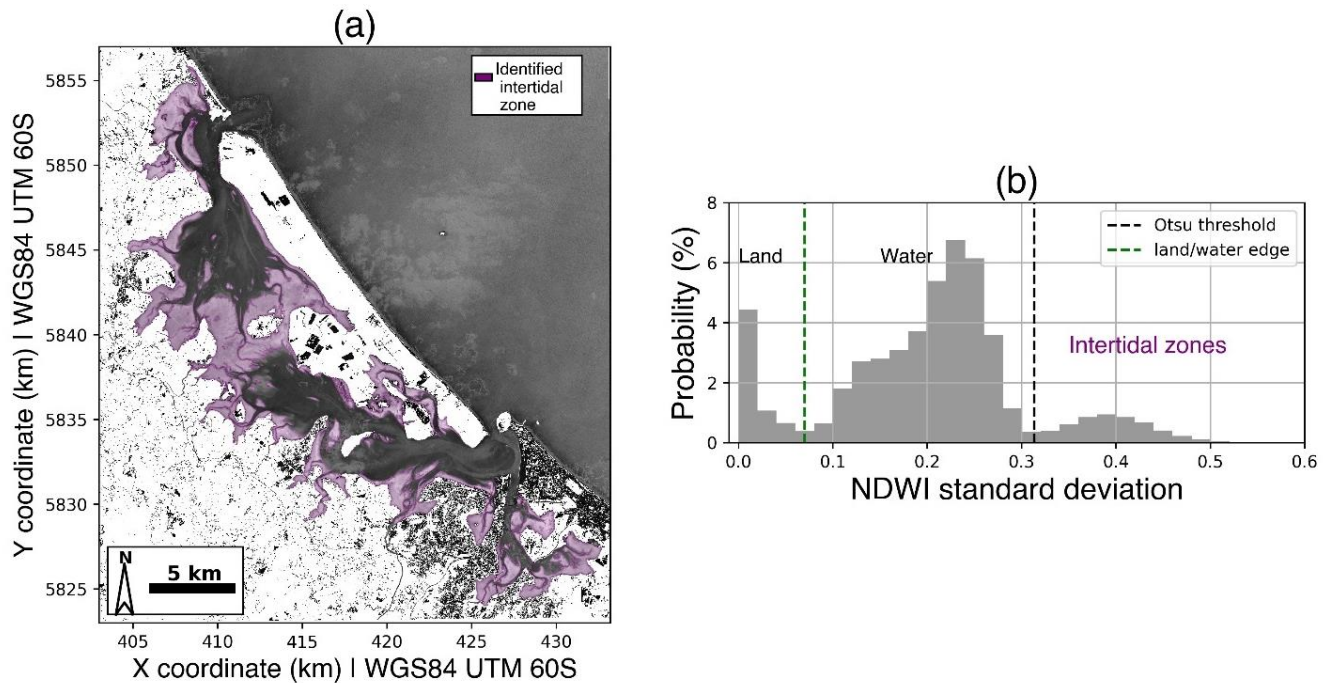 (a)
Identified
intertidal
zone
5855
5850
5845
5840
5835
5830
5825
Y coordinate (km) | WGS84 UTM 60S
N
5 km
405
410
415
420
425
430
X coordinate (km) | WGS84 UTM 60S
(b)
8
6
4
2
0
Probability (%)
Land
Water
Otsu threshold
land/water edge
Intertidal zones
0.0
0.1
0.2
0.3
0.4
0.5
0.6
NDWI standard deviation